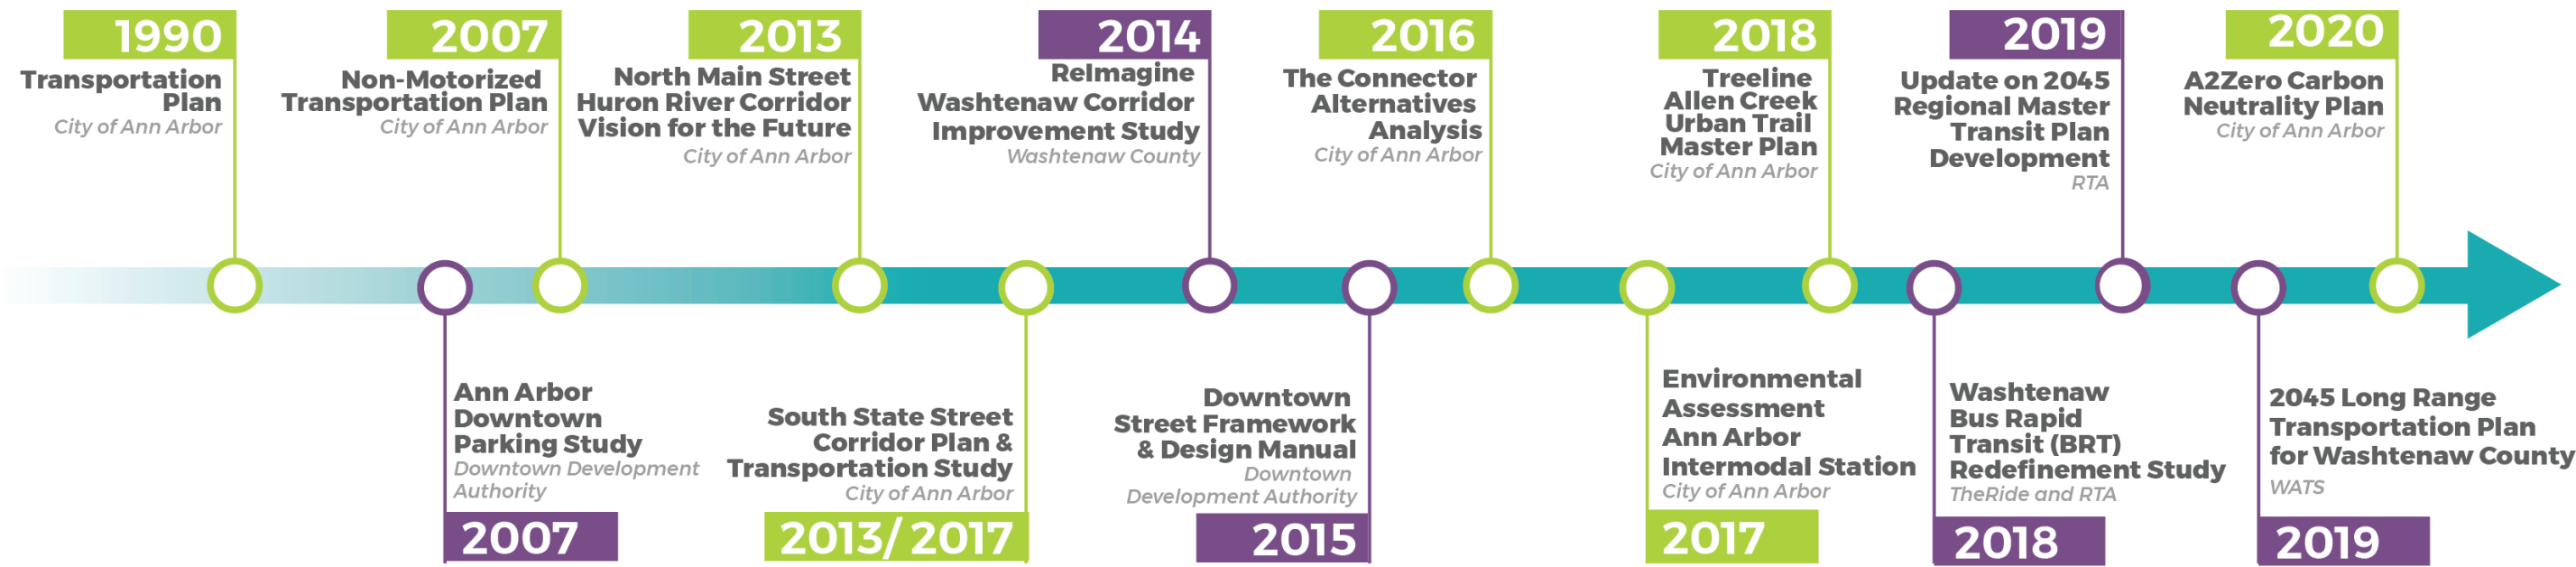 1990
Transportation
Plan
City of Ann Arbor
2007
Non-Motorized
Transportation Plan
City of Ann Arbor
2013
North Main Street
Huron River Corridor
Vision for the Future
City of Ann Arbor
2014
ReImagine
Washtenaw Corridor
Improvement Study
Washtenaw County
2016
The Connector
Alternatives
Analysis
City of Ann Arbor
2018
Treeline
Allen Creek
Urban Trail
Master Plan
City of Ann Arbor
2019
Update on 2045
Regional Master
Transit Plan
Development
RTA
2020
A2Zero Carbon
Neutrality Plan
City of Ann Arbor
Ann Arbor
Downtown
Parking Study
Downtown Development
Authority
2007
South State Street
Corridor Plan &
Transportation Study
City of Ann Arbor
2013/ 2017
Downtown
Street Framework
& Design Manual
Downtown
Development Authority
2015
Environmental
Assessment
Ann Arbor
Intermodal Station
City of Ann Arbor
2017
Washtenaw
Bus Rapid
Transit (BRT)
Redefinement Study
TheRide and RTA
2018
2045 Long Range
Transportation Plan
for Washtenaw County
WATS
2019